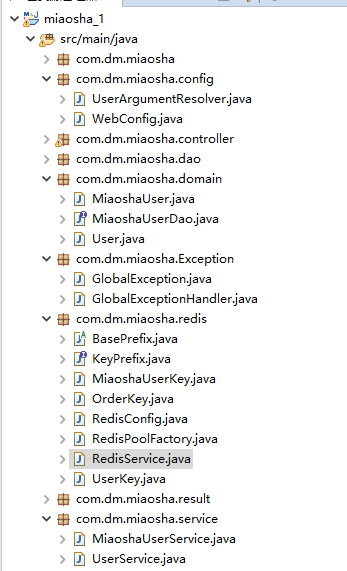 miaosha_1
src/main/java
com.dm.miaosha
com.dm.miaosha.config
UserArgumentResolver.java
WebConfig.java
com.dm.miaosha.controller
com.dm.miaosha.dao
com.dm.miaosha.domain
MiaoshaUser.java
MiaoshaUserDao.java
User.java
com.dm.miaosha.Exception
GlobalException.java
GlobalExceptionHandler.java
com.dm.miaosha.redis
BasePrefix.java
KeyPrefix.java
MiaoshaUserKey.java
OrderKey.java
RedisConfig.java
RedisPoolFactory.java
RedisService.java
UserKey.java
com.dm.miaosha.result
com.dm.miaosha.service
MiaoshaUserService.java
UserService.java